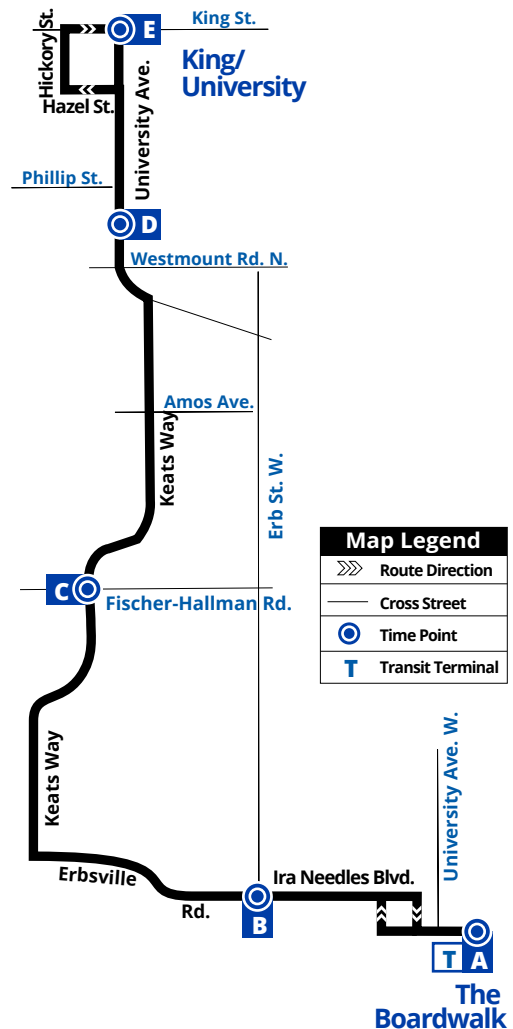 King St.
Hickory St.
E
King/
University
Hazel St.
University Ave.
Phillip St.
D
Westmount Rd. N.
Amos Ave.
Keats Way
Erb St. W.
Map Legend
Route Direction
Cross Street
Time Point
T Transit Terminal
C
Fischer-Hallman Rd.
Keats Way
University Ave. W.
Erbsville
Rd.
Ira Needles Blvd.
B
T A
The
Boardwalk